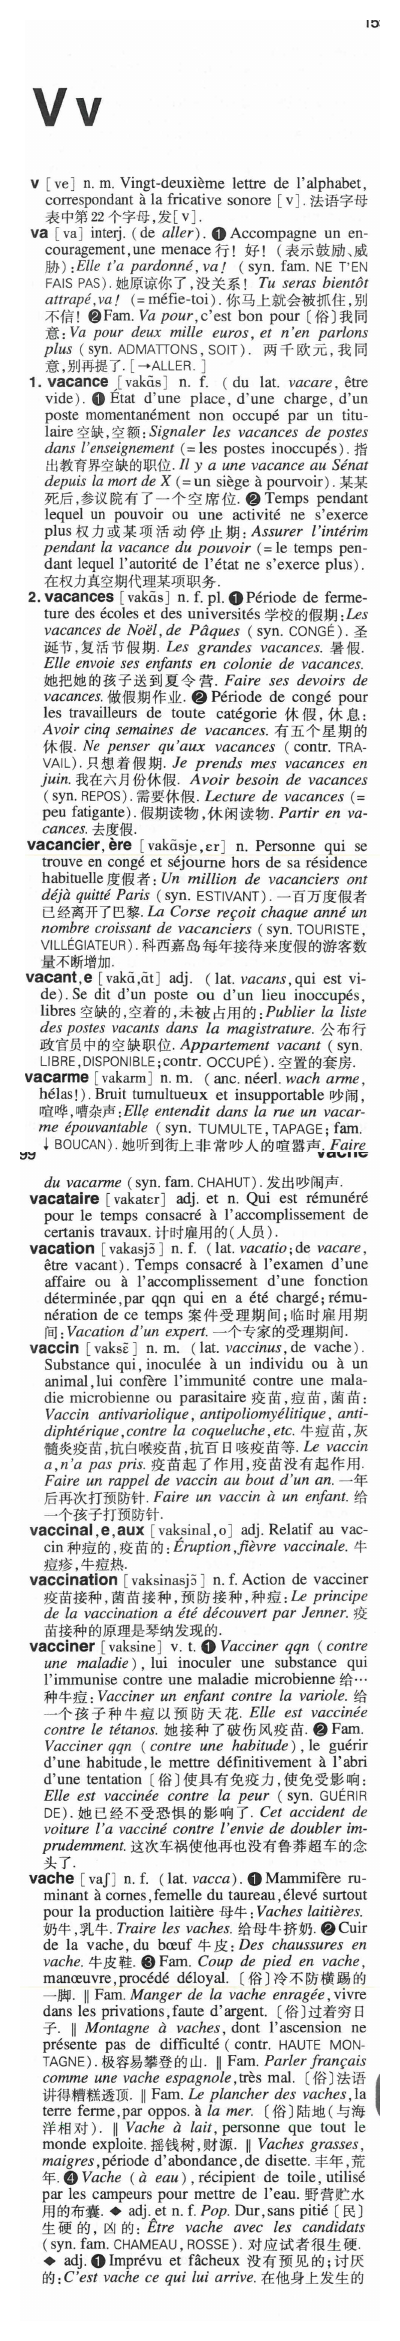 15
V v
v [ve] n. m. Vingt-deuxième lettre de l'alphabet,
correspondant à la fricative sonore [v]. 法语字母
表中第 22 个字母,发[v].
va [va] interj. (de aller). ❶ Accompagne un en-
couragement,une menace 行! 好! (表示鼓励、威
胁):Elle t'a pardonné,va! (syn. fam. NE T'EN
FAIS PAS). 她原谅你了,没关系! Tu seras bientôt
attrapé,va! (=méfie-toi). 你马上就会被抓住,别
不信! ❷Fam. Va pour,c'est bon pour〔俗〕我同
意:Va pour deux mille euros, et n'en parlons
plus (syn. ADMATTONS, SOIT). 两千欧元,我同
意,别再提了. [→ALLER. ]
1. vacance [vakɑ̃s] n. f. (du lat. vacare, être
vide). ❶ État d'une place, d'une charge, d'un
poste momentanément non occupé par un titu-
laire 空缺,空额:Signaler les vacances de postes
dans l'enseignement (=les postes inoccupés). 指
出教育界空缺的职位. Il y a une vacance au Sénat
depuis la mort de X (=un siège à pourvoir). 某某
死后,参议院有了一个空席位. ❷ Temps pendant
lequel un pouvoir ou une activité ne s'exerce
plus 权力或某项活动停止期: Assurer l'intérim
pendant la vacance du pouvoir (=le temps pen-
dant lequel l'autorité de l'état ne s'exerce plus).
在权力真空期代理某项职务.
2. vacances [vakɑ̃s] n. f. pl. ❶Période de ferme-
ture des écoles et des universités 学校的假期:Les
vacances de Noël,de Pâques (syn. CONGÉ). 圣
诞节,复活节假期. Les grandes vacances. 暑假.
Elle envoie ses enfants en colonie de vacances.
她把她的孩子送到夏令营. Faire ses devoirs de
vacances. 做假期作业. ❷ Période de congé pour
les travailleurs de toute catégorie 休假,休息:
Avoir cinq semaines de vacances. 有五个星期的
休假. Ne penser qu'aux vacances (contr. TRA-
VAIL). 只想着假期. Je prends mes vacances en
juin. 我在六月份休假. Avoir besoin de vacances
(syn. REPOS). 需要休假. Lecture de vacances (=
peu fatigante). 假期读物,休闲读物. Partir en va-
cances. 去度假.
vacancier,ère [vakɑ̃sje,ɛr] n. Personne qui se
trouve en congé et séjourne hors de sa résidence
habituelle 度假者: Un million de vacanciers ont
déjà quitté Paris (syn. ESTIVANT). 一百万度假者
已经离开了巴黎. La Corse reçoit chaque anné un
nombre croissant de vacanciers (syn. TOURISTE,
VILLÉGIATEUR). 科西嘉岛每年接待来度假的游客数
量不断增加.
vacant,e [vakɑ̃,ɑ̃t] adj. (lat. vacans,qui est vi-
de). Se dit d'un poste ou d'un lieu inoccupés,
libres 空缺的,空着的,未被占用的:Publier la liste
des postes vacants dans la magistrature. 公布行
政官员中的空缺职位. Appartement vacant (syn.
LIBRE,DISPONIBLE;contr. OCCUPÉ). 空置的套房.
vacarme [vakarm] n. m. (anc. néerl. wach arme,
hélas!). Bruit tumultueux et insupportable 吵闹,
喧哗,嘈杂声:Elle entendit dans la rue un vacar-
me épouvantable (syn. TUMULTE, TAPAGE; fam.
↓BOUCAN). 她听到街上非常吵人的喧嚣声. Faire
99 vache
du vacarme (syn. fam. CHAHUT). 发出吵闹声.
vacataire [vakatɛr] adj. et n. Qui est rémunéré
pour le temps consacré à l'accomplissement de
certanis travaux. 计时雇用的(人员).
vacation [vakasjɔ̃] n. f. (lat. vacatio;de vacare,
être vacant). Temps consacré à l'examen d'une
affaire ou à l'accomplissement d'une fonction
déterminée,par qqn qui en a été chargé; rému-
nération de ce temps 案件受理期间;临时雇用期
间:Vacation d'un expert. 一个专家的受理期间.
vaccin [vaksɛ̃] n. m. (lat. vaccinus,de vache).
Substance qui, inoculée à un individu ou à un
animal,lui confère l'immunité contre une mala-
die microbienne ou parasitaire 疫苗,痘苗,菌苗:
Vaccin antivariolique, antipoliomyélitique, anti-
diphtérique,contre la coqueluche,etc. 牛痘苗,灰
髓炎疫苗,抗白喉疫苗,抗百日咳疫苗等. Le vaccin
a,n'a pas pris. 疫苗起了作用,疫苗没有起作用.
Faire un rappel de vaccin au bout d'un an. 一年
后再次打预防针. Faire un vaccin à un enfant. 给
一个孩子打预防针.
vaccinal,e,aux [vaksinal,o] adj. Relatif au vac-
cin 种痘的,疫苗的:Éruption,fièvre vaccinale. 牛
痘疹,牛痘热.
vaccination [vaksinasjɔ̃] n. f. Action de vacciner
疫苗接种,菌苗接种,预防接种,种痘:Le principe
de la vaccination a été découvert par Jenner. 疫
苗接种的原理是琴纳发现的.
vacciner [vaksine] v. t. ❶ Vacciner qqn (contre
une maladie), lui inoculer une substance qui
l'immunise contre une maladie microbienne 给…
种牛痘:Vacciner un enfant contre la variole. 给
一个孩子种牛痘以预防天花. Elle est vaccinée
contre le tétanos. 她接种了破伤风疫苗. ❷ Fam.
Vacciner qqn (contre une habitude), le guérir
d'une habitude,le mettre définitivement à l'abri
d'une tentation〔俗〕使具有免疫力,使免受影响:
Elle est vaccinée contre la peur (syn. GUÉRIR
DE). 她已经不受恐惧的影响了. Cet accident de
voiture l'a vacciné contre l'envie de doubler im-
prudemment. 这次车祸使他再也没有鲁莽超车的念
头了.
vache [vaʃ] n. f. (lat. vacca). ❶Mammifère ru-
minant à cornes,femelle du taureau,élevé surtout
pour la production laitière 母牛:Vaches laitières.
奶牛,乳牛. Traire les vaches. 给母牛挤奶. ❷Cuir
de la vache,du bœuf 牛皮:Des chaussures en
vache. 牛皮鞋. ❸ Fam. Coup de pied en vache,
manœuvre,procédé déloyal.〔俗〕冷不防横踢的
一脚. ‖ Fam. Manger de la vache enragée,vivre
dans les privations,faute d'argent.〔俗〕过着穷日
子. ‖ Montagne à vaches, dont l'ascension ne
présente pas de difficulté (contr. HAUTE MON-
TAGNE). 极容易攀登的山. ‖ Fam. Parler français
comme une vache espagnole,très mal.〔俗〕法语
讲得糟糕透顶. ‖ Fam. Le plancher des vaches,la
terre ferme,par oppos. à la mer.〔俗〕陆地(与海
洋相对). ‖ Vache à lait, personne que tout le
monde exploite. 摇钱树,财源. ‖ Vaches grasses,
maigres,période d'abondance,de disette. 丰年,荒
年. ❹ Vache (à eau), récipient de toile, utilisé
par les campeurs pour mettre de l'eau. 野营贮水
用的布囊. ◆ adj. et n. f. Pop. Dur,sans pitié〔民〕
生硬的,凶的: Être vache avec les candidats
(syn. fam. CHAMEAU, ROSSE). 对应试者很生硬.
◆ adj. ❶Imprévu et fâcheux 没有预见的;讨厌
的:C'est vache ce qui lui arrive. 在他身上发生的